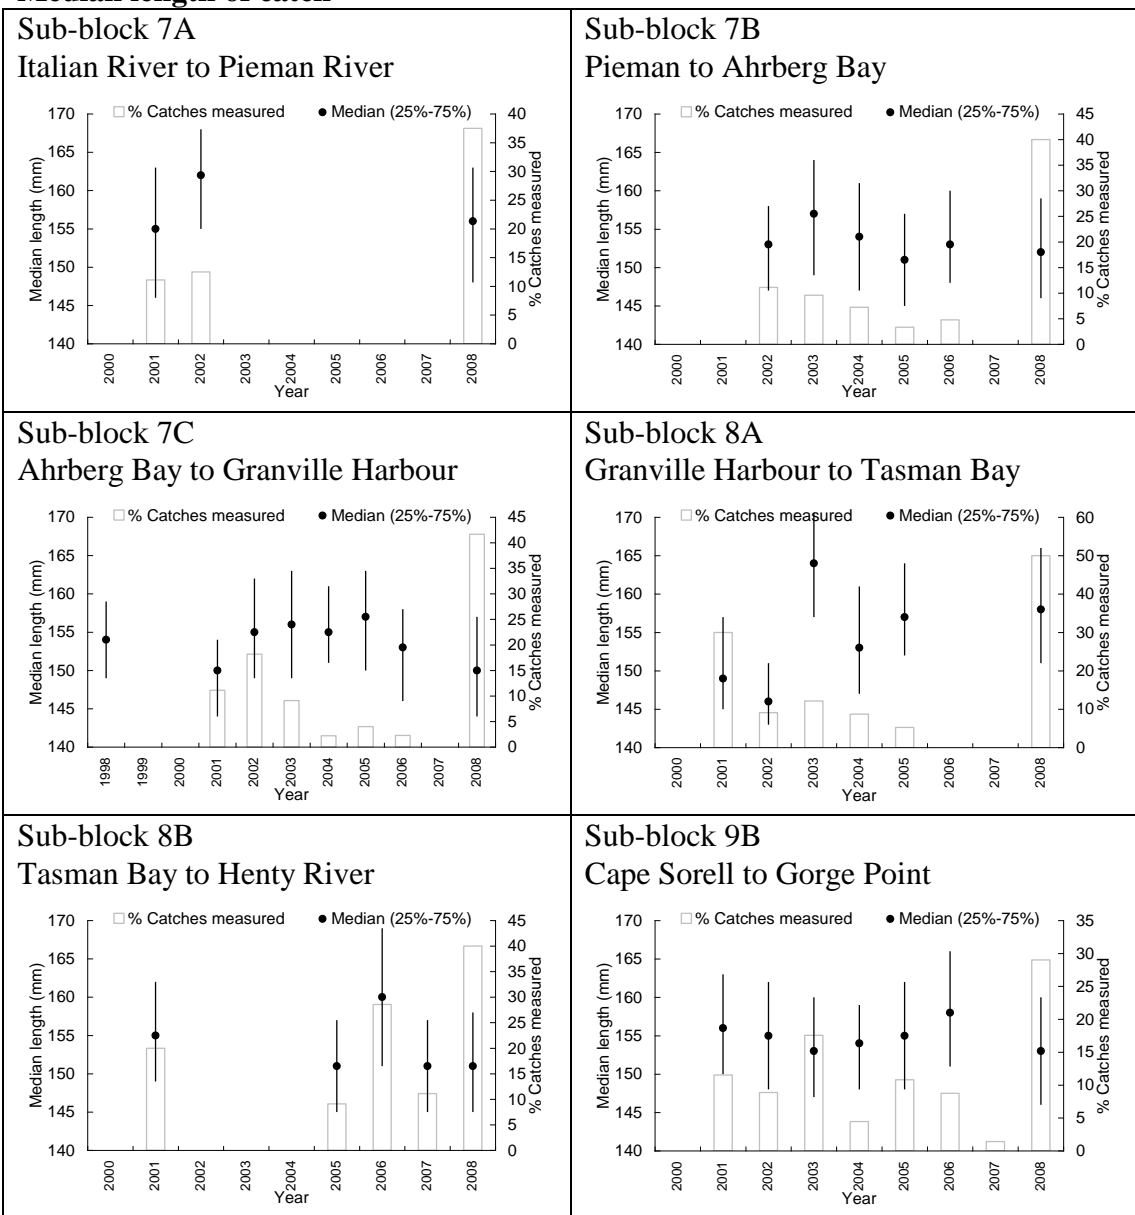 Median length of catch
Sub-block 7A
Italian River to Pieman River
% Catches measured Median (25%-75%)
170
165
160
155
150
145
140
40
35
30
25
20
15
10
5
0
Median length (mm)
% Catches measured
2000 2001 2002 2003 2004 2005 2006 2007 2008
Year
Sub-block 7B
Pieman to Ahrberg Bay
% Catches measured Median (25%-75%)
170
165
160
155
150
145
140
45
40
35
30
25
20
15
10
5
0
Median length (mm)
% Catches measured
2000 2001 2002 2003 2004 2005 2006 2007 2008
Year
Sub-block 7C
Ahrberg Bay to Granville Harbour
% Catches measured Median (25%-75%)
170
165
160
155
150
145
140
45
40
35
30
25
20
15
10
5
0
Median length (mm)
% Catches measured
1998 1999 2000 2001 2002 2003 2004 2005 2006 2007 2008
Year
Sub-block 8A
Granville Harbour to Tasman Bay
% Catches measured Median (25%-75%)
170
165
160
155
150
145
140
60
50
40
30
20
10
0
Median length (mm)
% Catches measured
2000 2001 2002 2003 2004 2005 2006 2007 2008
Year
Sub-block 8B
Tasman Bay to Henty River
% Catches measured Median (25%-75%)
170
165
160
155
150
145
140
45
40
35
30
25
20
15
10
5
0
Median length (mm)
% Catches measured
2000 2001 2002 2003 2004 2005 2006 2007 2008
Year
Sub-block 9B
Cape Sorell to Gorge Point
% Catches measured Median (25%-75%)
170
165
160
155
150
145
140
35
30
25
20
15
10
5
0
Median length (mm)
% Catches measured
2000 2001 2002 2003 2004 2005 2006 2007 2008
Year